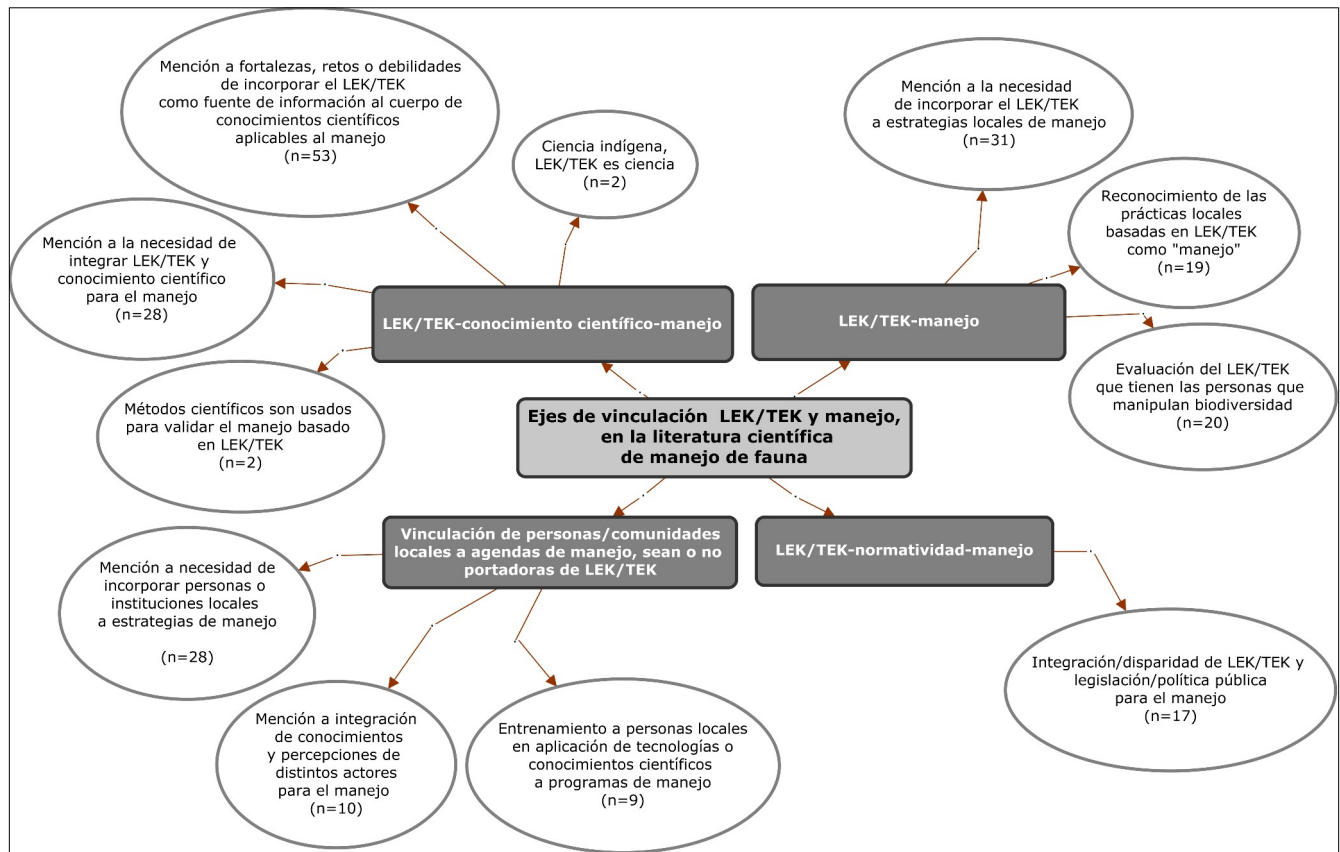 Mención a fortalezas, retos o debilidades
de incorporar el LEK/TEK
como fuente de información al cuerpo de
conocimientos científicos
aplicables al manejo
(n=53)
Ciencia indígena,
LEK/TEK es ciencia
(n=2)
Mención a la necesidad
de incorporar el LEK/TEK
a estrategias locales de manejo
(n=31)
Reconocimiento de las
prácticas locales
basadas en LEK/TEK
como "manejo"
(n=19)
Mención a la necesidad de
integrar LEK/TEK y
conocimiento científico
para el manejo
(n=28)
LEK/TEK-conocimiento científico-manejo
LEK/TEK-manejo
Evaluación del LEK/TEK
que tienen las personas que
manipulan biodiversidad
(n=20)
Métodos científicos son usados
para validar el manejo basado
en LEK/TEK
(n=2)
Ejes de vinculación LEK/TEK y manejo,
en la literatura científica
de manejo de fauna
Vinculación de personas/comunidades
locales a agendas de manejo, sean o no
portadoras de LEK/TEK
LEK/TEK-normatividad-manejo
Mención a necesidad de
incorporar personas o
instituciones locales
a estrategias de manejo
(n=28)
Integración/disparidad de LEK/TEK y
legislación/política pública
para el manejo
(n=17)
Mención a integración
de conocimientos
y percepciones de
distintos actores
para el manejo
(n=10)
Entrenamiento a personas locales
en aplicación de tecnologías o
conocimientos científicos
a programas de manejo
(n=9)